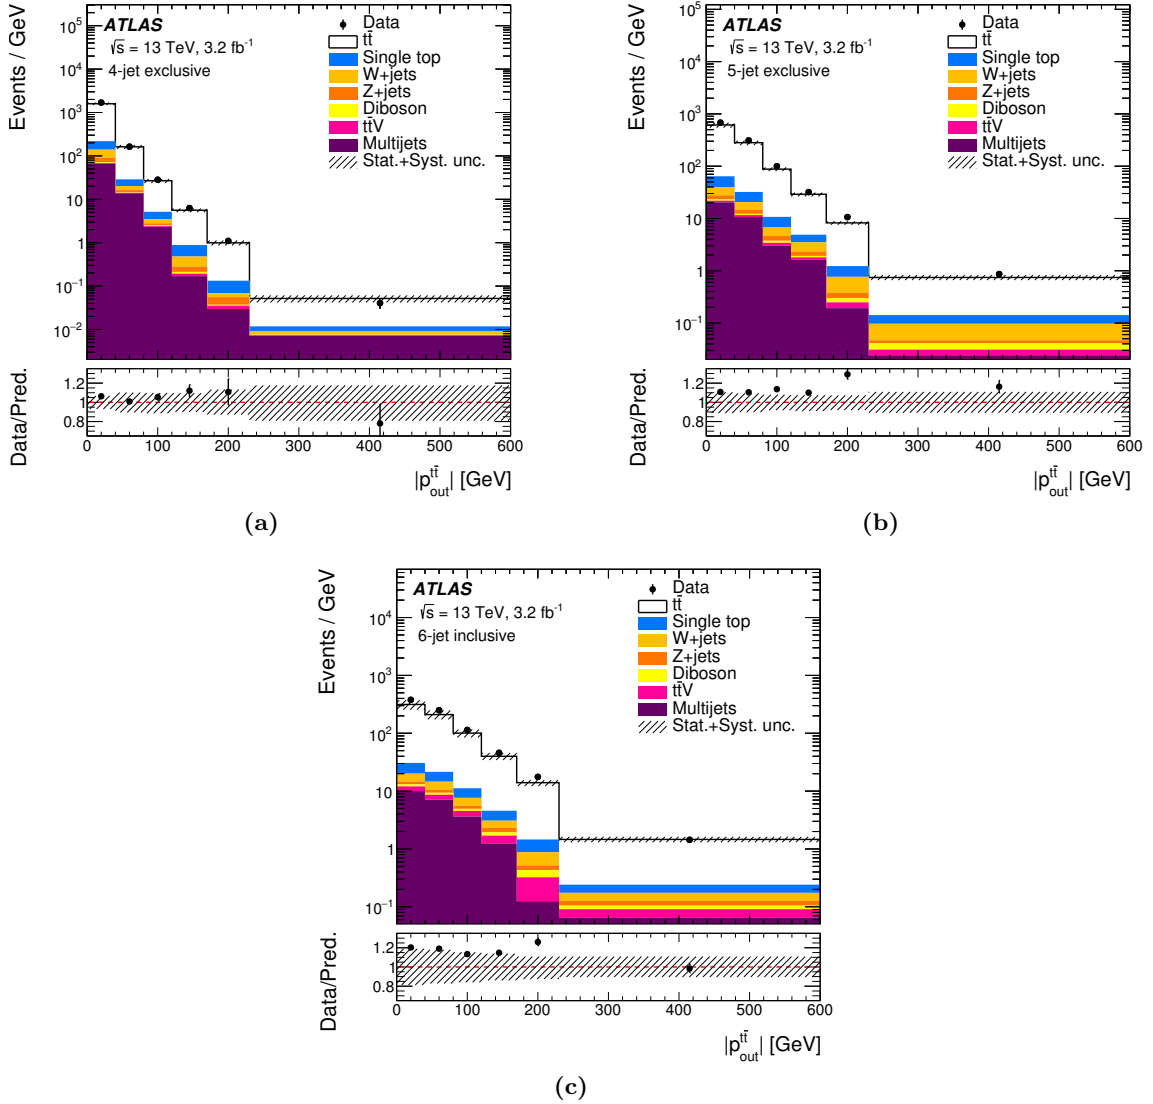 Events / GeV
ATLAS
√s = 13 TeV, 3.2 fb⁻¹
4-jet exclusive
Data
tt̄
Single top
W+jets
Z+jets
Diboson
tt̄V
Multijets
Stat.+Syst. unc.
10⁵
10⁴
10³
10²
10
1
10⁻¹
10⁻²
Data/Pred.
1.2
1
0.8
0 100 200 300 400 500 600
|p_out^{tt̄}| [GeV]
(a)
Events / GeV
ATLAS
√s = 13 TeV, 3.2 fb⁻¹
5-jet exclusive
Data
tt̄
Single top
W+jets
Z+jets
Diboson
tt̄V
Multijets
Stat.+Syst. unc.
10⁵
10⁴
10³
10²
10
1
10⁻¹
Data/Pred.
1.2
1
0.8
0 100 200 300 400 500 600
|p_out^{tt̄}| [GeV]
(b)
Events / GeV
ATLAS
√s = 13 TeV, 3.2 fb⁻¹
6-jet inclusive
Data
tt̄
Single top
W+jets
Z+jets
Diboson
tt̄V
Multijets
Stat.+Syst. unc.
10⁴
10³
10²
10
1
10⁻¹
Data/Pred.
1.2
1
0.8
0 100 200 300 400 500 600
|p_out^{tt̄}| [GeV]
(c)